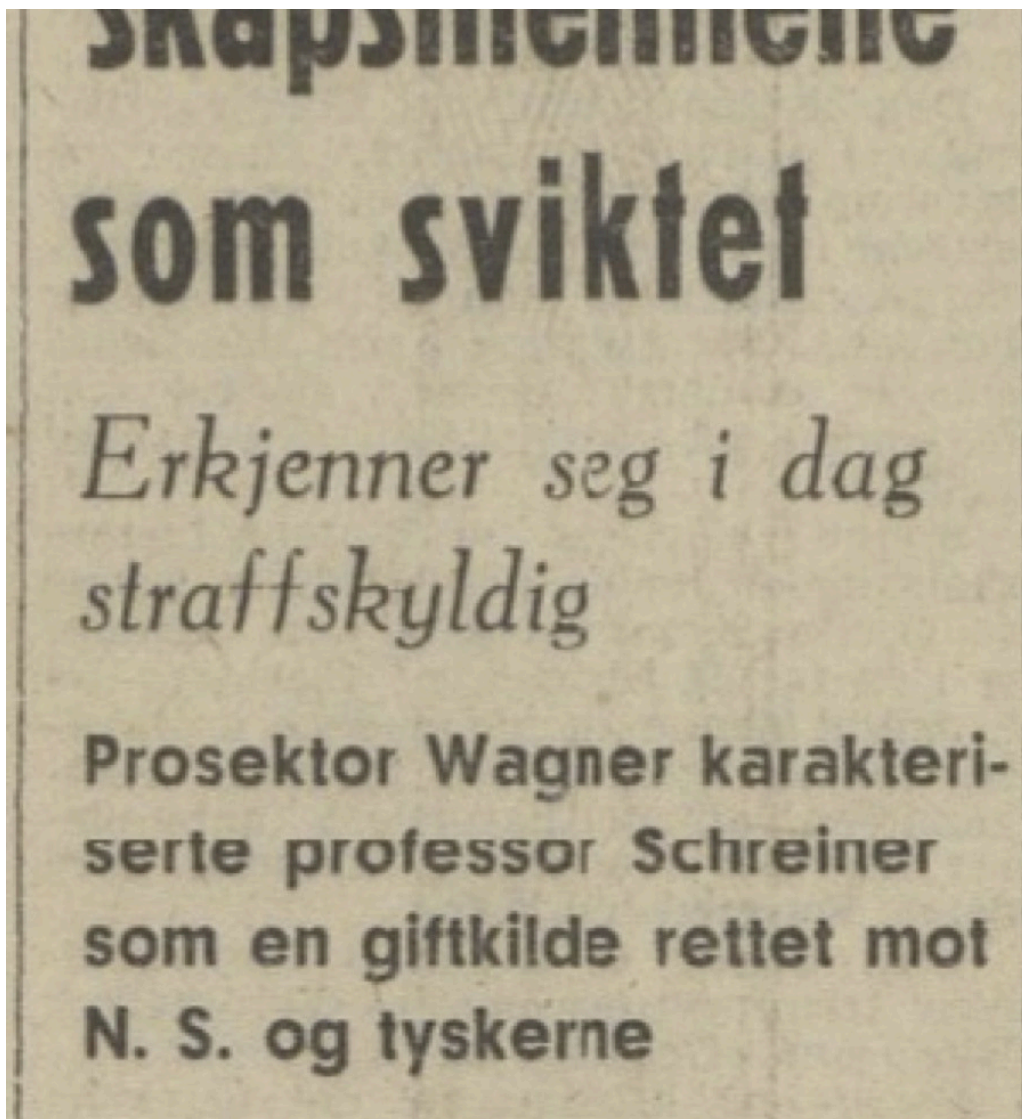 skapsmennene
som sviktet
Erkjenner seg i dag
straffskyldig
Prosektor Wagner karakteri-
serte professor Schreiner
som en giftkilde rettet mot
N. S. og tyskerne